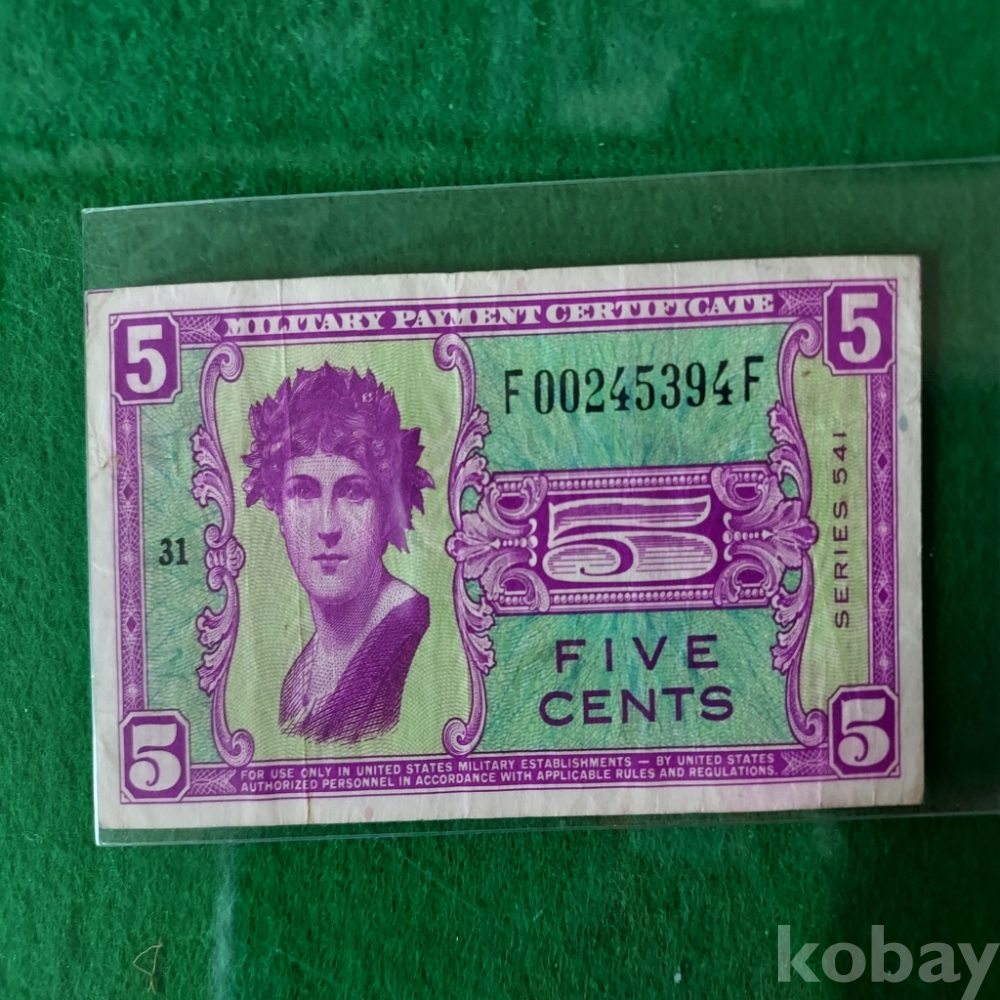 5 MILITARY PAYMENT CERTIFICATE 5
F00245394F
31
5
SERIES 541
FIVE
CENTS
5 5
FOR USE ONLY IN UNITED STATES MILITARY ESTABLISHMENTS — BY UNITED STATES
AUTHORIZED PERSONNEL IN ACCORDANCE WITH APPLICABLE RULES AND REGULATIONS.
kobay